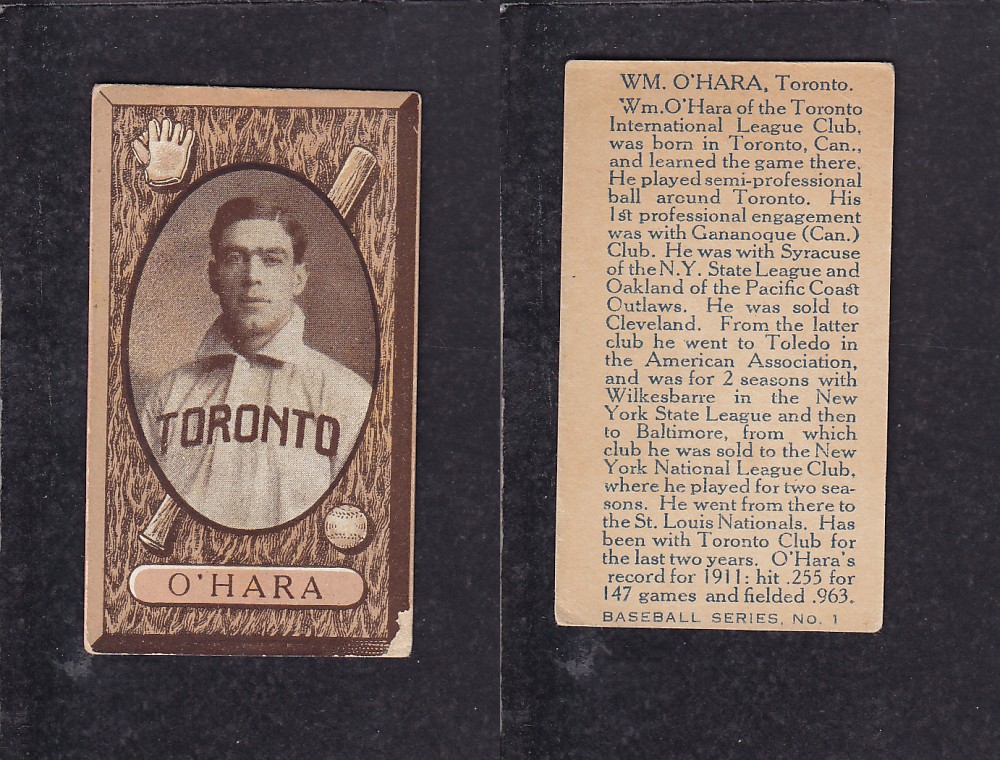 TORONTO
O'HARA
WM. O'HARA, Toronto.
Wm.O'Hara of the Toronto
International League Club,
was born in Toronto, Can.,
and learned the game there.
He played semi-professional
ball around Toronto. His
1st professional engagement
was with Gananoque (Can.)
Club. He was with Syracuse
of the N.Y. State League and
Oakland of the Pacific Coast
Outlaws. He was sold to
Cleveland. From the latter
club he went to Toledo in
the American Association,
and was for 2 seasons with
Wilkesbarre in the New
York State League and then
to Baltimore, from which
club he was sold to the New
York National League Club,
where he played for two sea-
sons. He went from there to
the St. Louis Nationals. Has
been with Toronto Club for
the last two years. O'Hara's
record for 1911: hit .255 for
147 games and fielded .963.
BASEBALL SERIES, No. 1